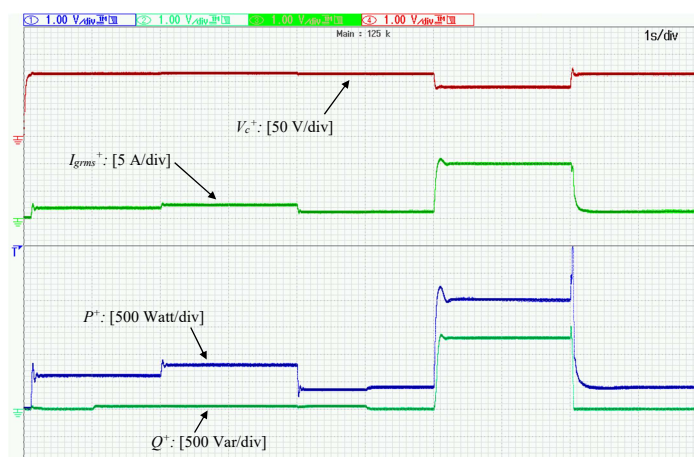 ① 1.00 V/div ② 1.00 V/div ③ 1.00 V/div ④ 1.00 V/div
Main : 125 k
1s/div
Vc+: [50 V/div]
Igrms+: [5 A/div]
P+: [500 Watt/div]
Q+: [500 Var/div]